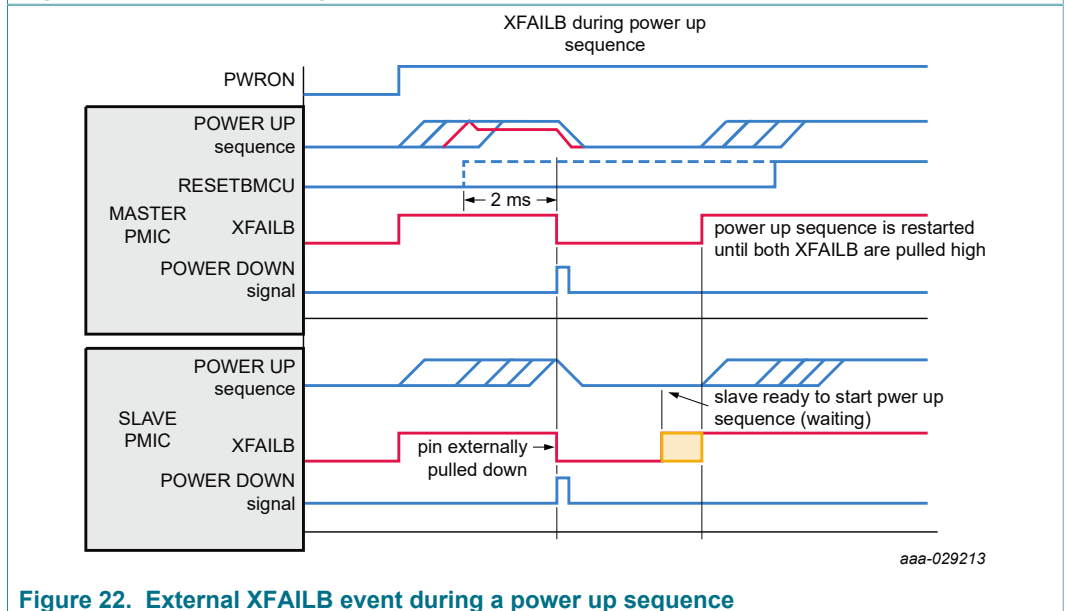 XFAILB during power up
sequence
PWRON
POWER UP
sequence
RESETBMCU
2 ms
MASTER
PMIC
XFAILB
power up sequence is restarted
until both XFAILB are pulled high
POWER DOWN
signal
POWER UP
sequence
slave ready to start pwer up
sequence (waiting)
SLAVE
PMIC
XFAILB
pin externally
pulled down
POWER DOWN
signal
aaa-029213
Figure 22. External XFAILB event during a power up sequence